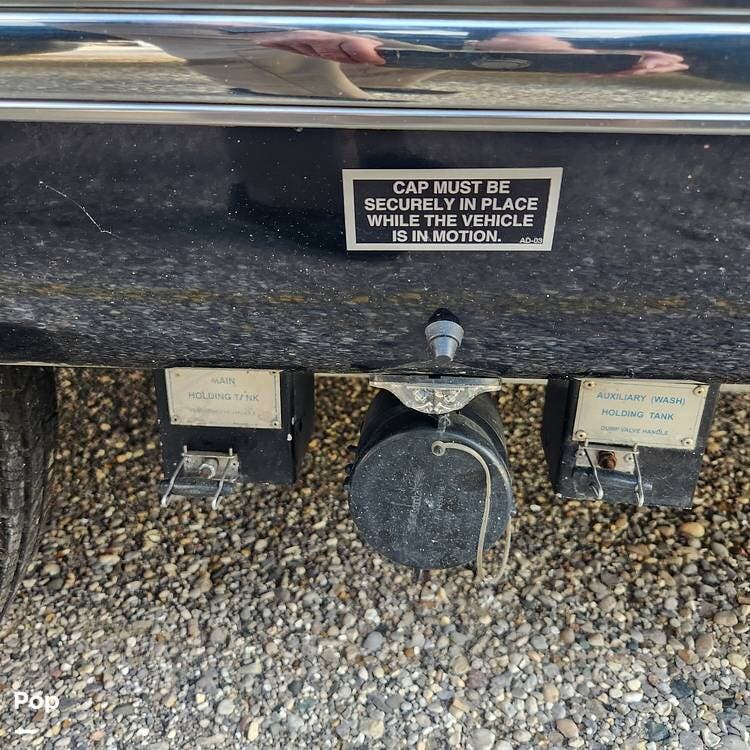 CAP MUST BE
SECURELY IN PLACE
WHILE THE VEHICLE
IS IN MOTION.
AD-03
MAIN
HOLDING TANK
AUXILIARY (WASH)
HOLDING TANK
DUMP VALVE HANDLE
Pop